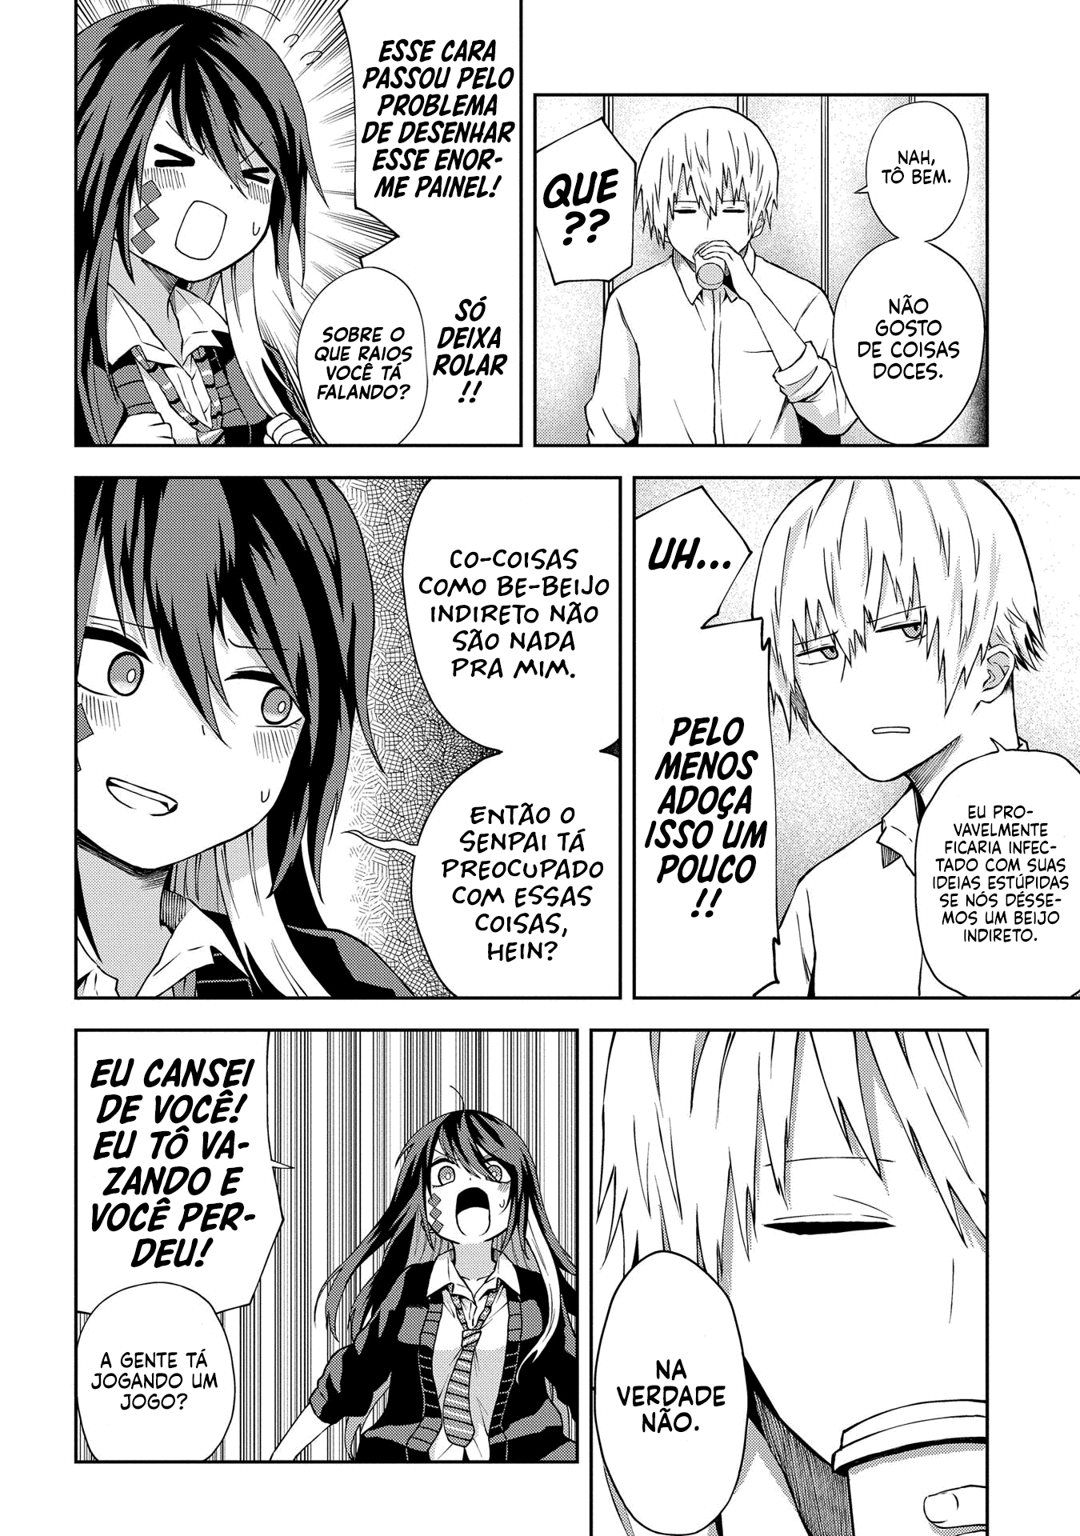 NAH,
TÔ BEM.
NÃO
GOSTO
DE COISAS
DOCES.
QUE
??
ESSE CARA
PASSOU PELO
PROBLEMA
DE DESENHAR
ESSE ENOR-
ME PAINEL!
SÓ
DEIXA
ROLAR
!!
SOBRE O
QUE RAIOS
VOCÊ TÁ
FALANDO?
UH...
PELO
MENOS
ADOÇA
ISSO UM
POUCO
!!
EU PRO-
VAVELMENTE
FICARIA INFEC-
TADO COM SUAS
IDEIAS ESTÚPIDAS
SE NÓS DÉSSE-
MOS UM BEIJO
INDIRETO.
CO-COISAS
COMO BE-BEIJO
INDIRETO NÃO
SÃO NADA
PRA MIM.
ENTÃO O
SENPAI TÁ
PREOCUPADO
COM ESSAS
COISAS,
HEIN?
NA
VERDADE
NÃO.
EU CANSEI
DE VOCÊ!
EU TÔ VA-
ZANDO E
VOCÊ PER-
DEU!
A GENTE TÁ
JOGANDO UM
JOGO?